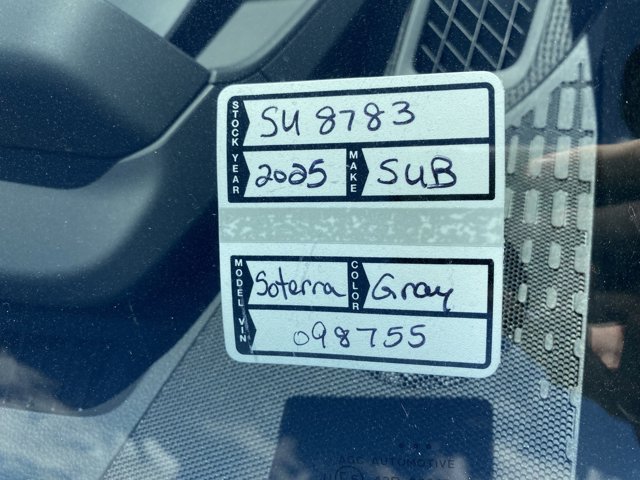 STOCK SU 8783
YEAR 2025 MAKE SUB
MODEL Soterra COLOR Gray
VIN 098755
AGC AUTOMOTIVE